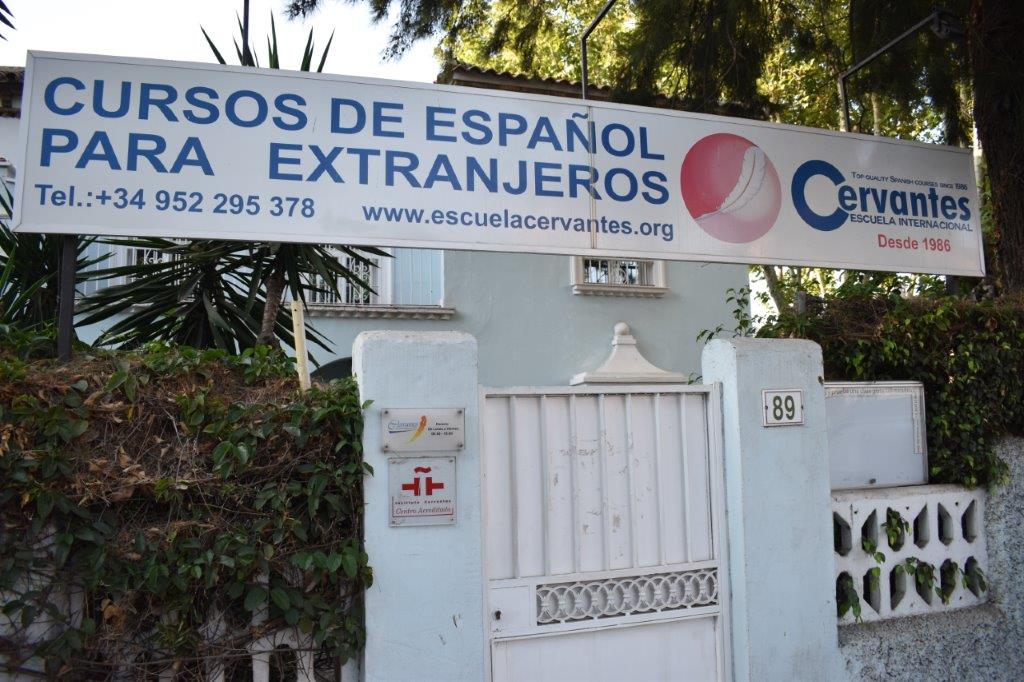 CURSOS DE ESPAÑOL
PARA EXTRANJEROS
Tel.:+34 952 295 378 www.escuelacervantes.org
TOP-QUALITY SPANISH COURSES SINCE 1986
Cervantes
ESCUELA INTERNACIONAL
Desde 1986
89
Cervantes
Instituto Cervantes
Centro Acreditado